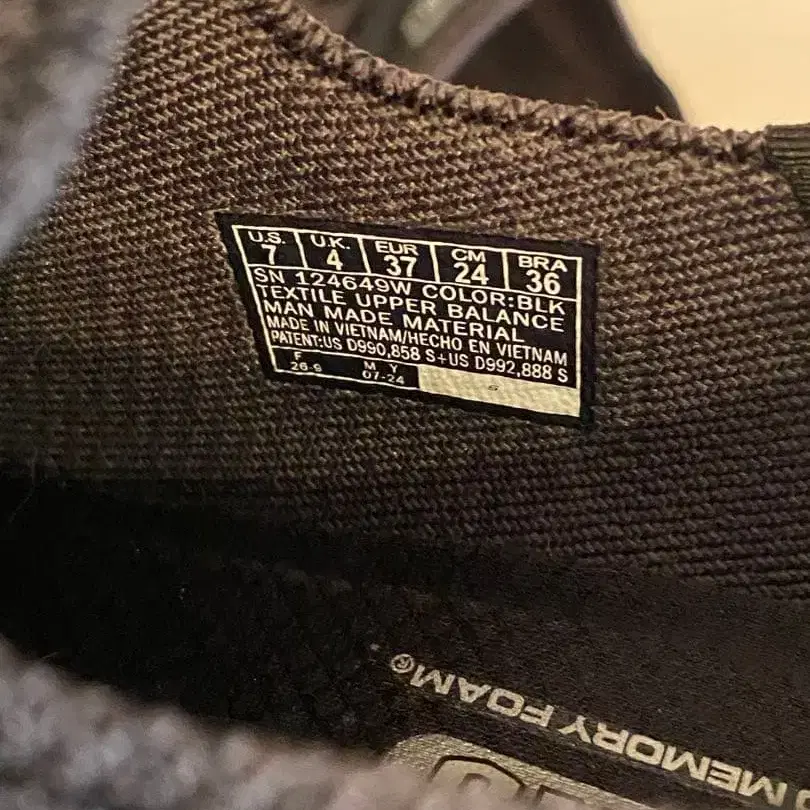 U.S. U.K. EUR CM BRA
7 4 37 24 36
SN 124649W COLOR:BLK
TEXTILE UPPER BALANCE
MAN MADE MATERIAL
MADE IN VIETNAM/HECHO EN VIETNAM
PATENT:US D990,858 S+US D992,888 S
F M Y
26-9 07-24
MEMORY FOAM®